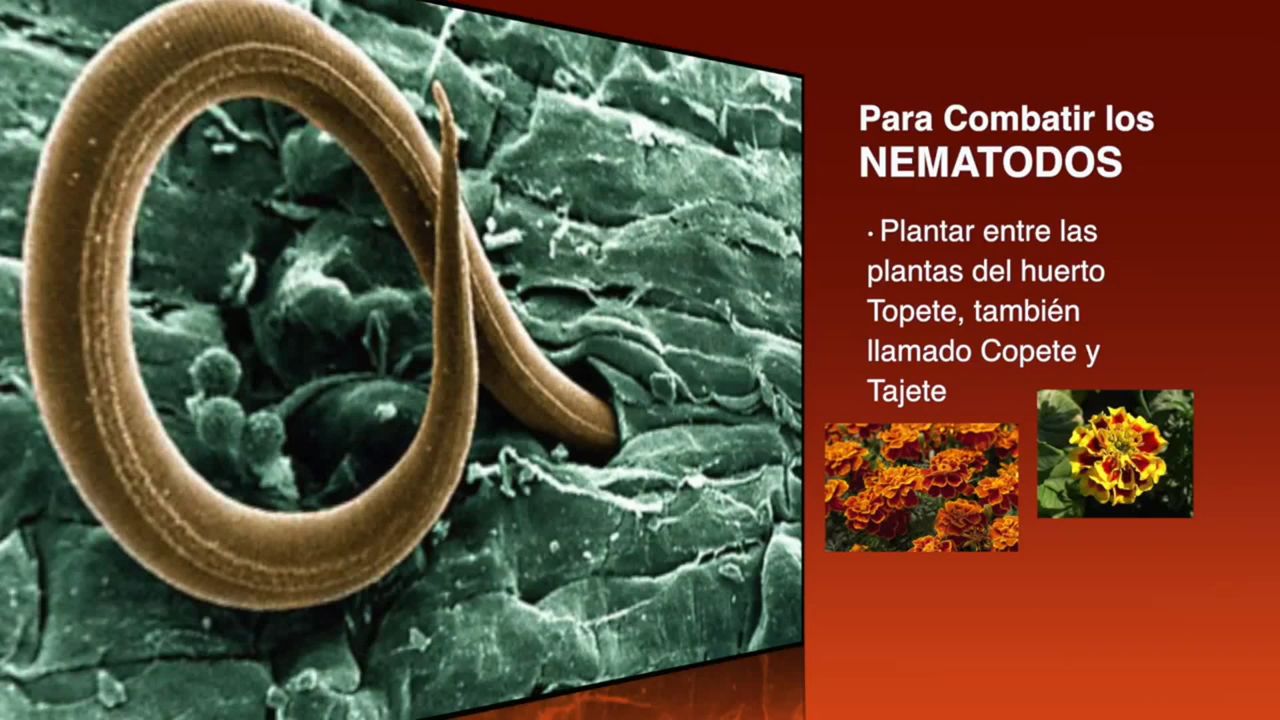 Para Combatir los
NEMATODOS
· Plantar entre las
plantas del huerto
Topete, también
llamado Copete y
Tajete